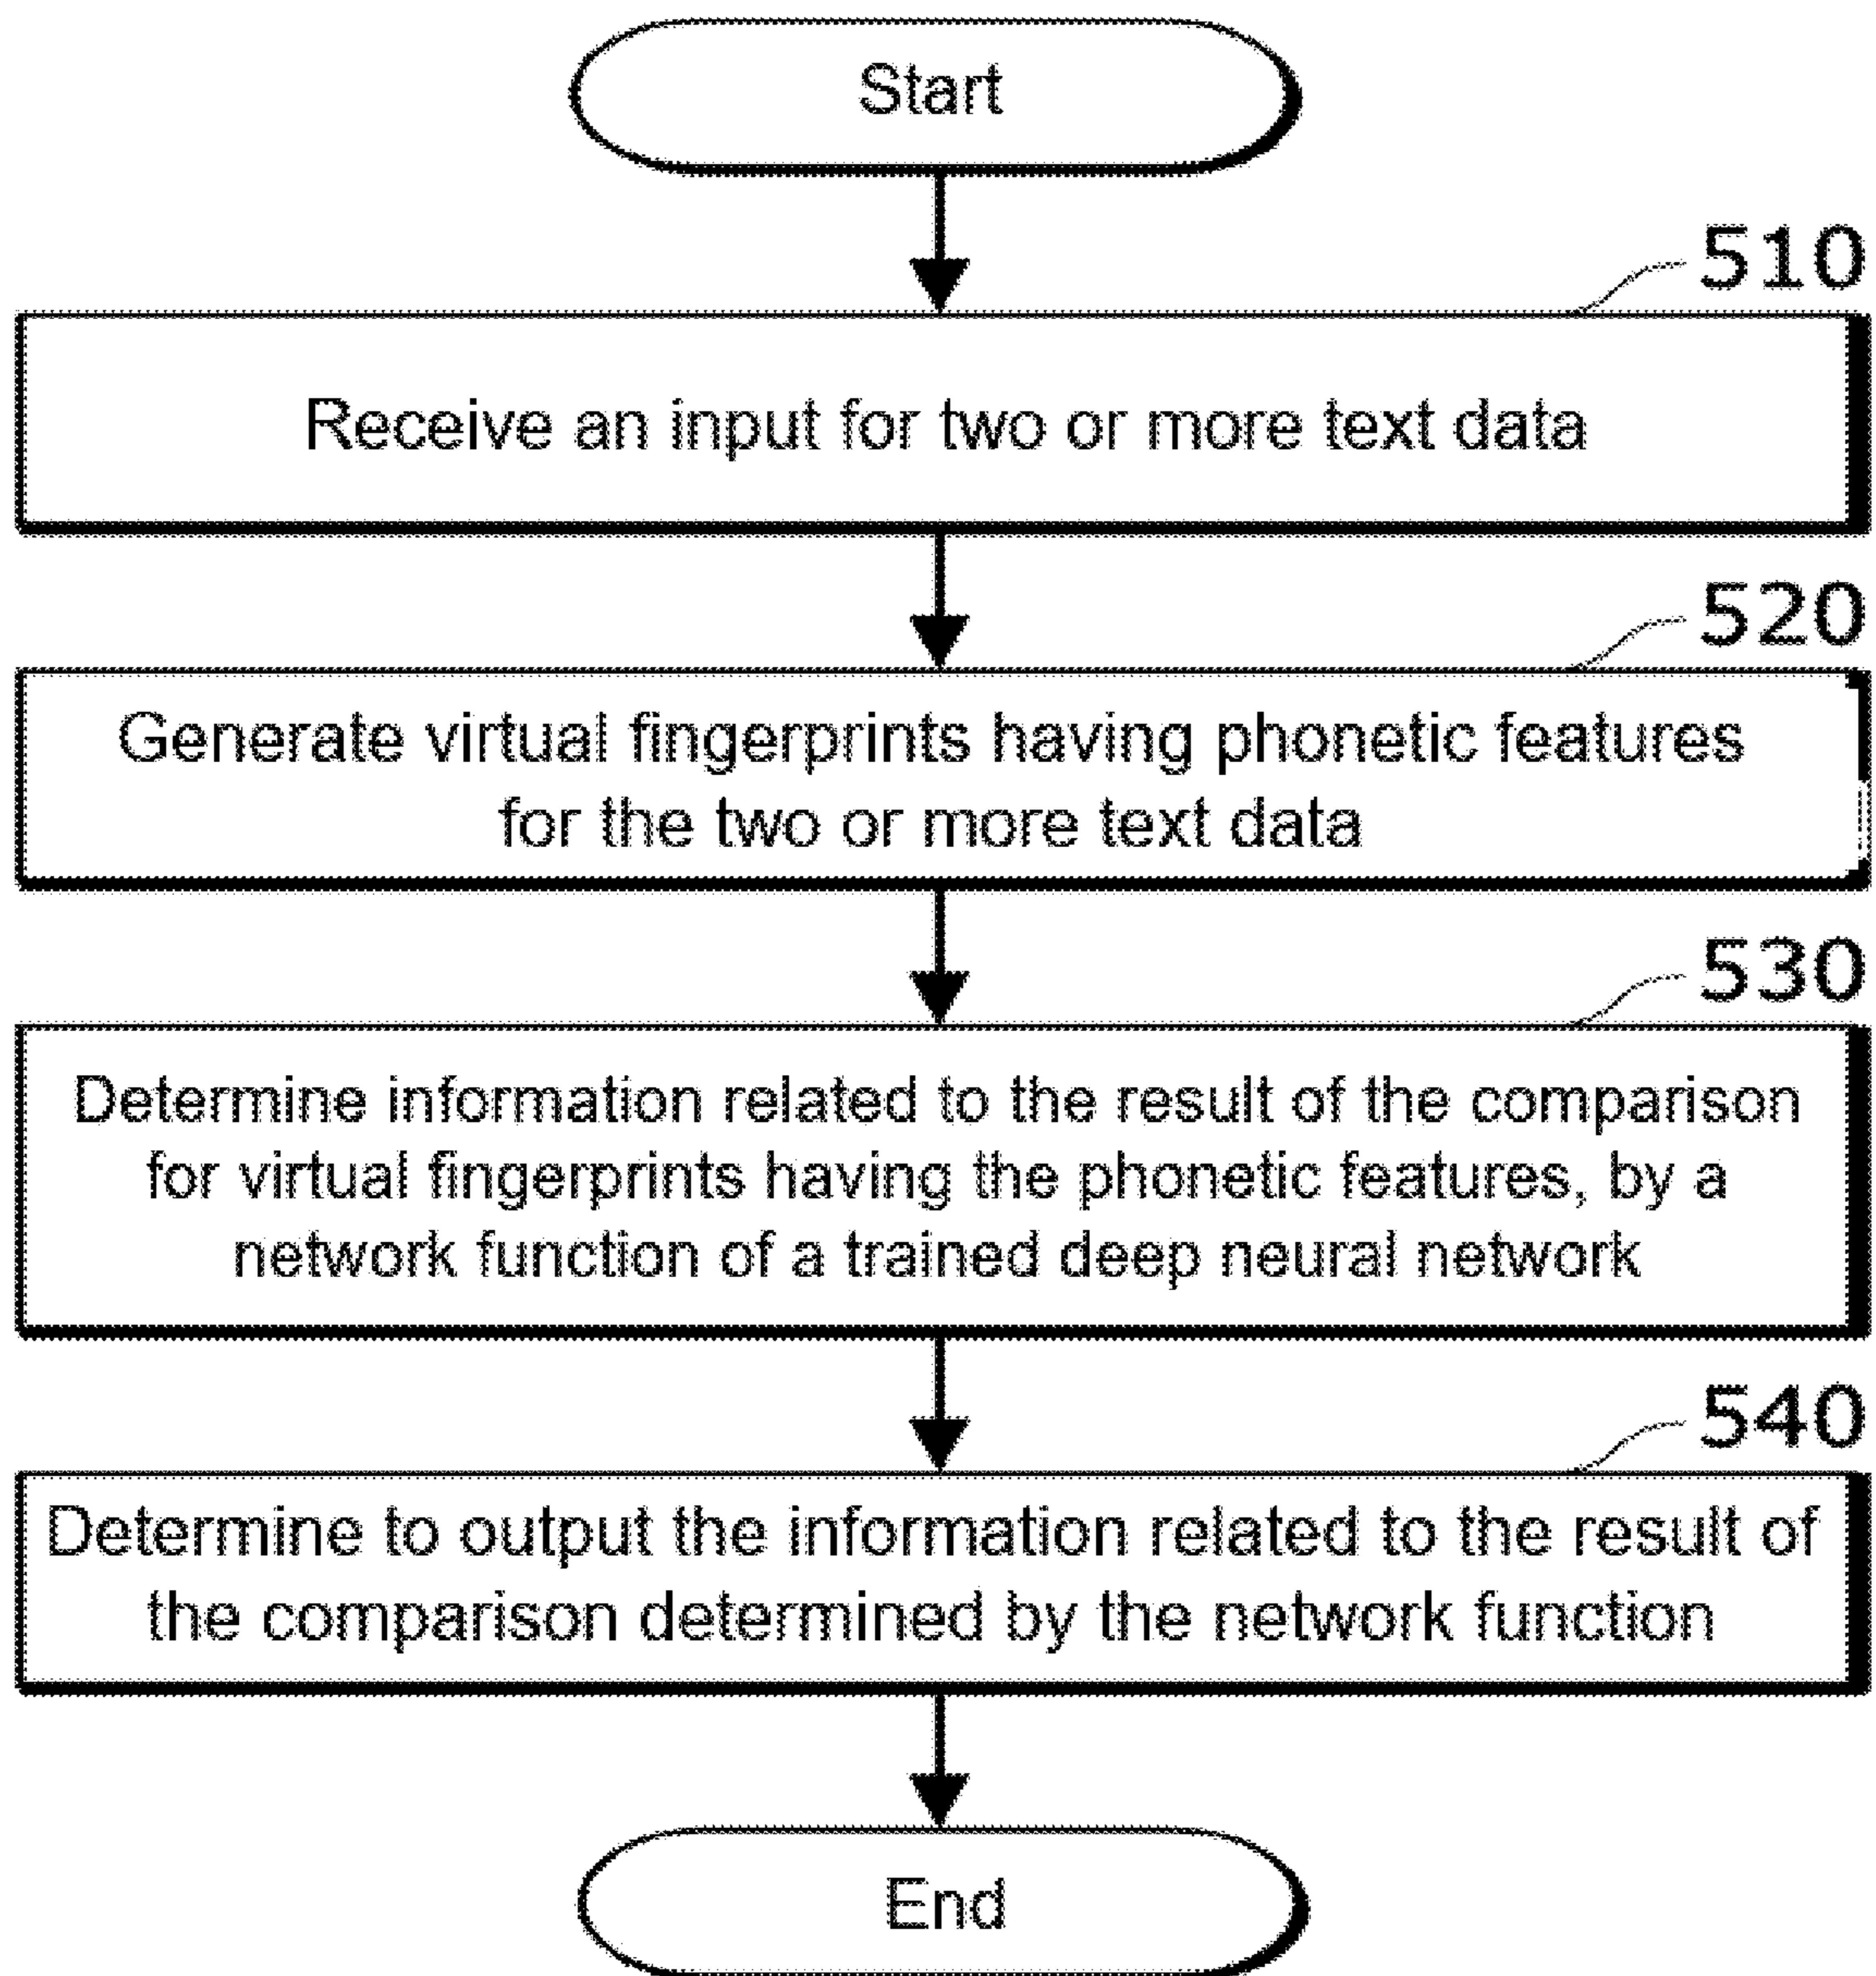 Start
510
Receive an input for two or more text data
520
Generate virtual fingerprints having phonetic features
for the two or more text data
530
Determine information related to the result of the comparison
for virtual fingerprints having the phonetic features, by a
network function of a trained deep neural network
540
Determine to output the information related to the result of
the comparison determined by the network function
End